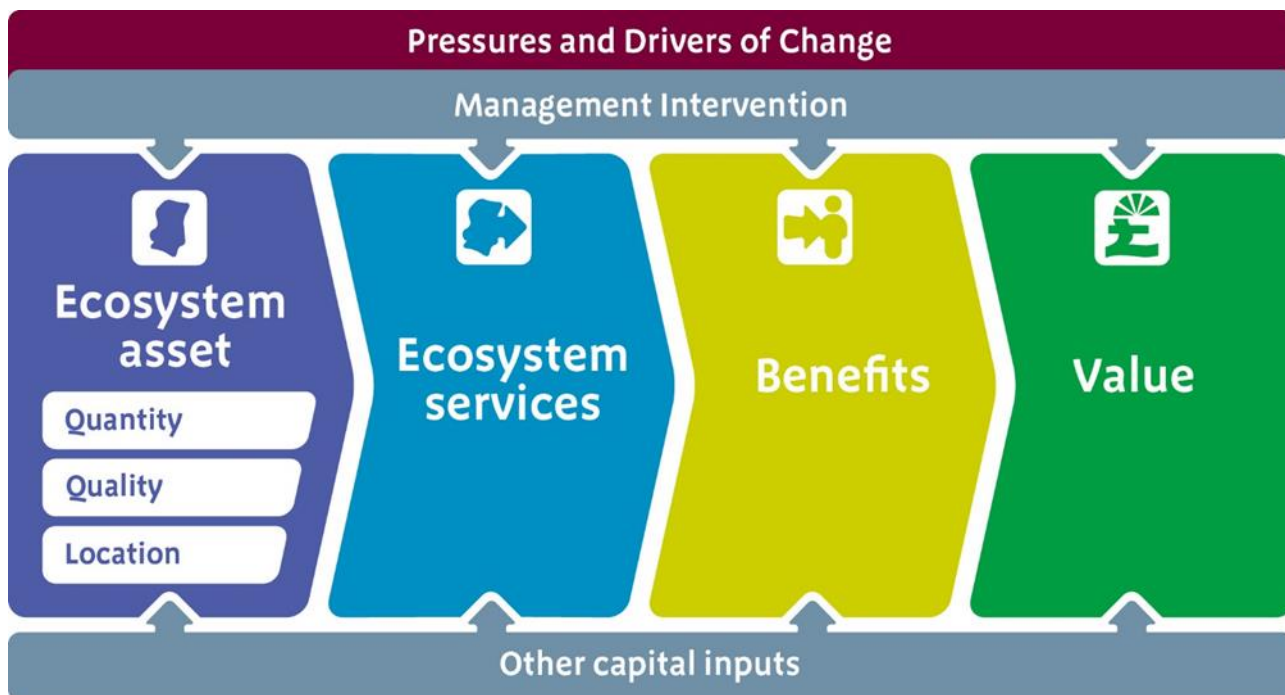 Pressures and Drivers of Change
Management Intervention
Ecosystem
asset
Quantity
Quality
Location
Ecosystem
services
Benefits
£
Value
Other capital inputs